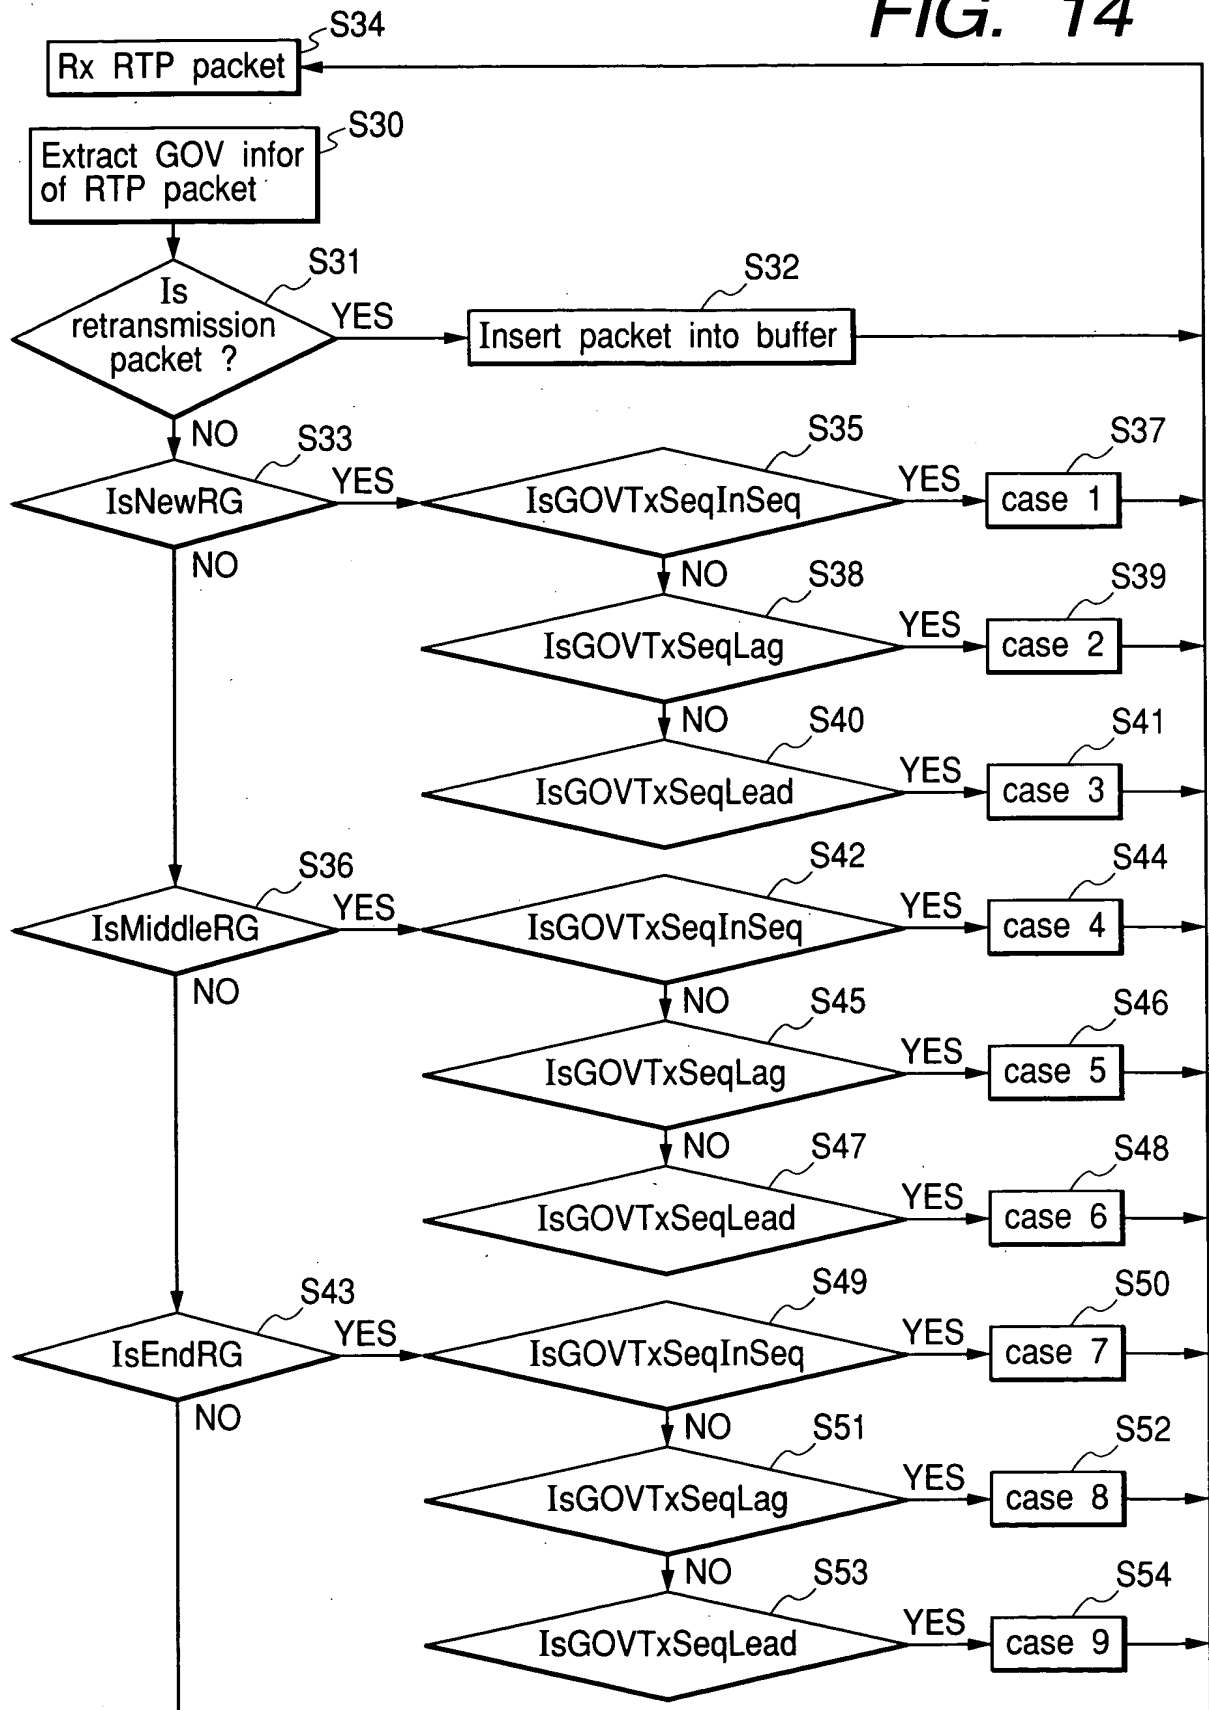 FIG. 14
S34
Rx RTP packet
S30
Extract GOV infor
of RTP packet
S31
Is
retransmission
packet ?
YES
S32
Insert packet into buffer
NO
S33
IsNewRG
YES
S35
IsGOVTxSeqInSeq
YES
S37
case 1
NO
NO
S38
IsGOVTxSeqLag
YES
S39
case 2
NO
S40
IsGOVTxSeqLead
YES
S41
case 3
S36
IsMiddleRG
YES
S42
IsGOVTxSeqInSeq
YES
S44
case 4
NO
NO
S45
IsGOVTxSeqLag
YES
S46
case 5
NO
S47
IsGOVTxSeqLead
YES
S48
case 6
S43
IsEndRG
YES
S49
IsGOVTxSeqInSeq
YES
S50
case 7
NO
NO
S51
IsGOVTxSeqLag
YES
S52
case 8
NO
S53
IsGOVTxSeqLead
YES
S54
case 9